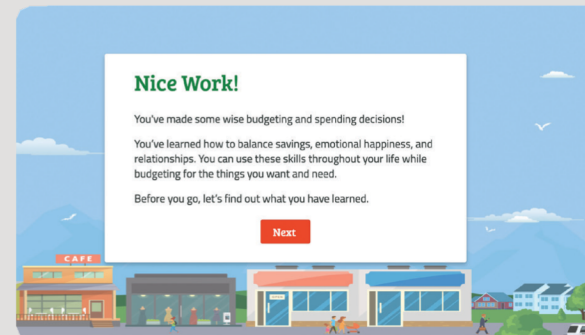 Nice Work!
You've made some wise budgeting and spending decisions!
You've learned how to balance savings, emotional happiness, and
relationships. You can use these skills throughout your life while
budgeting for the things you want and need.
Before you go, let's find out what you have learned.
Next
CAFE